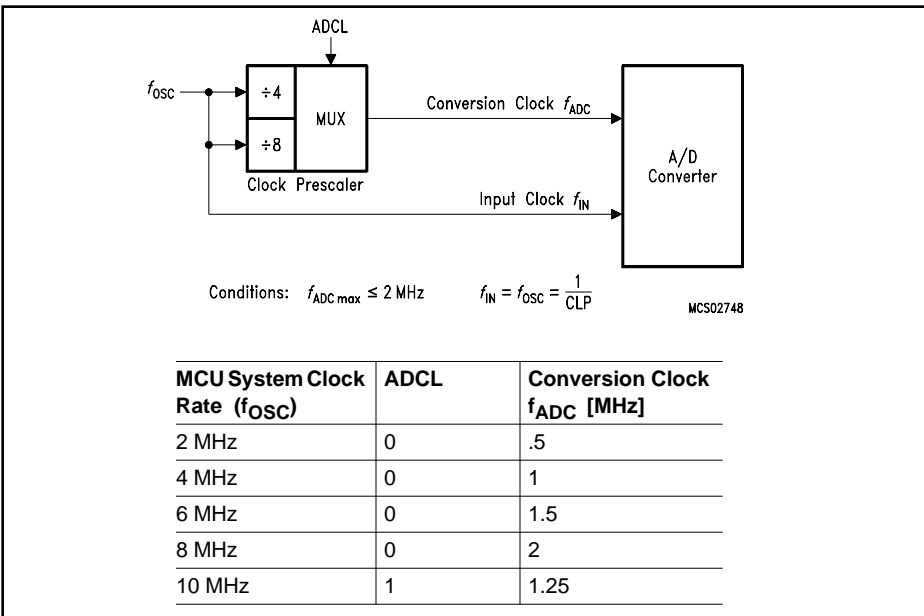 ADCL
fOSC
÷4
MUX
÷8
Conversion Clock fADC
A/D
Converter
Clock Prescaler
Input Clock fIN
Conditions: fADC max ≤ 2 MHz fIN = fOSC = 1/CLP
MCS02748
MCU System Clock Rate (fOSC) ADCL Conversion Clock fADC [MHz]
2 MHz 0 .5
4 MHz 0 1
6 MHz 0 1.5
8 MHz 0 2
10 MHz 1 1.25